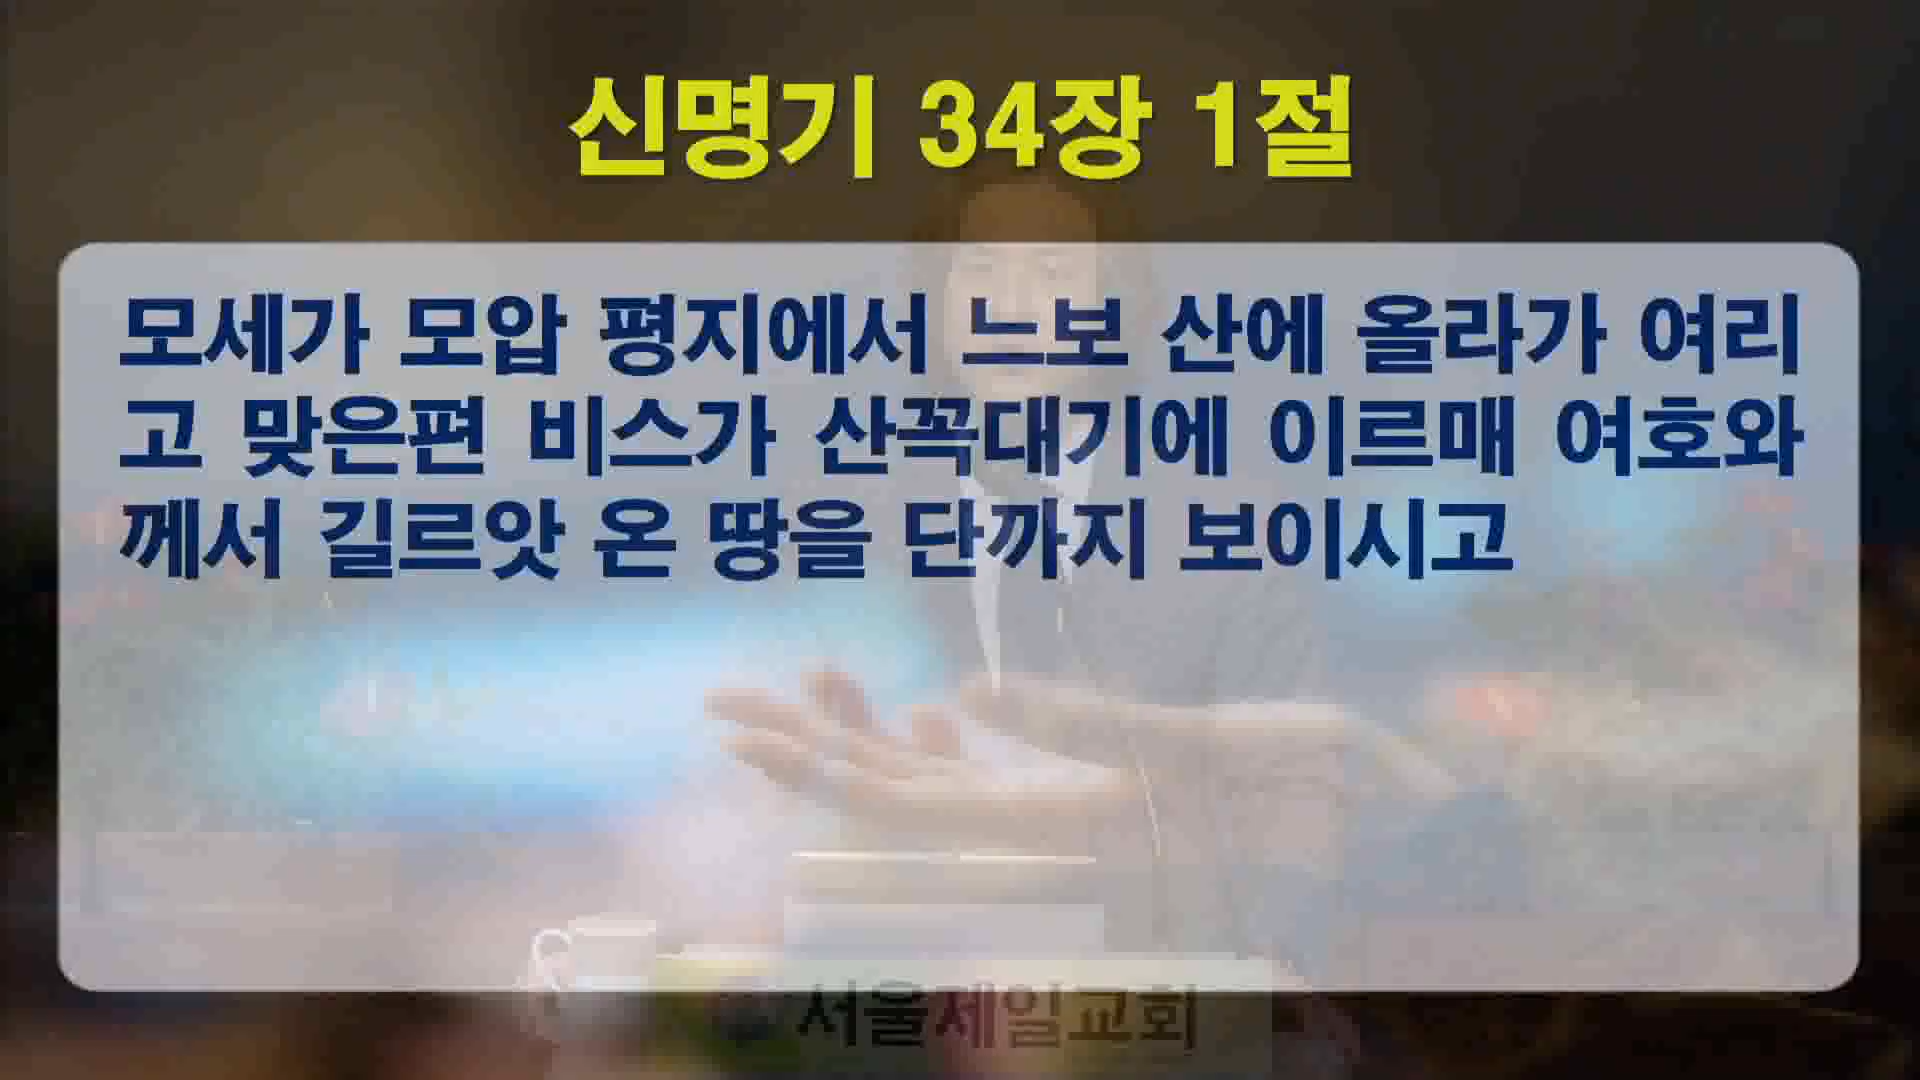 신명기 34장 1절
모세가 모압 평지에서 느보 산에 올라가 여리
고 맞은편 비스가 산꼭대기에 이르매 여호와
께서 길르앗 온 땅을 단까지 보이시고
서울제일교회